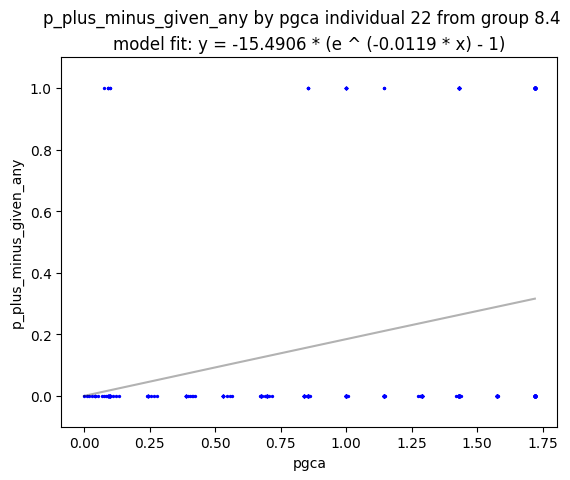 p_plus_minus_given_any by pgca individual 22 from group 8.4
model fit: y = -15.4906 * (e ^ (-0.0119 * x) - 1)
1.0
0.8
0.6
0.4
0.2
0.0
p_plus_minus_given_any
0.00 0.25 0.50 0.75 1.00 1.25 1.50 1.75
pgca